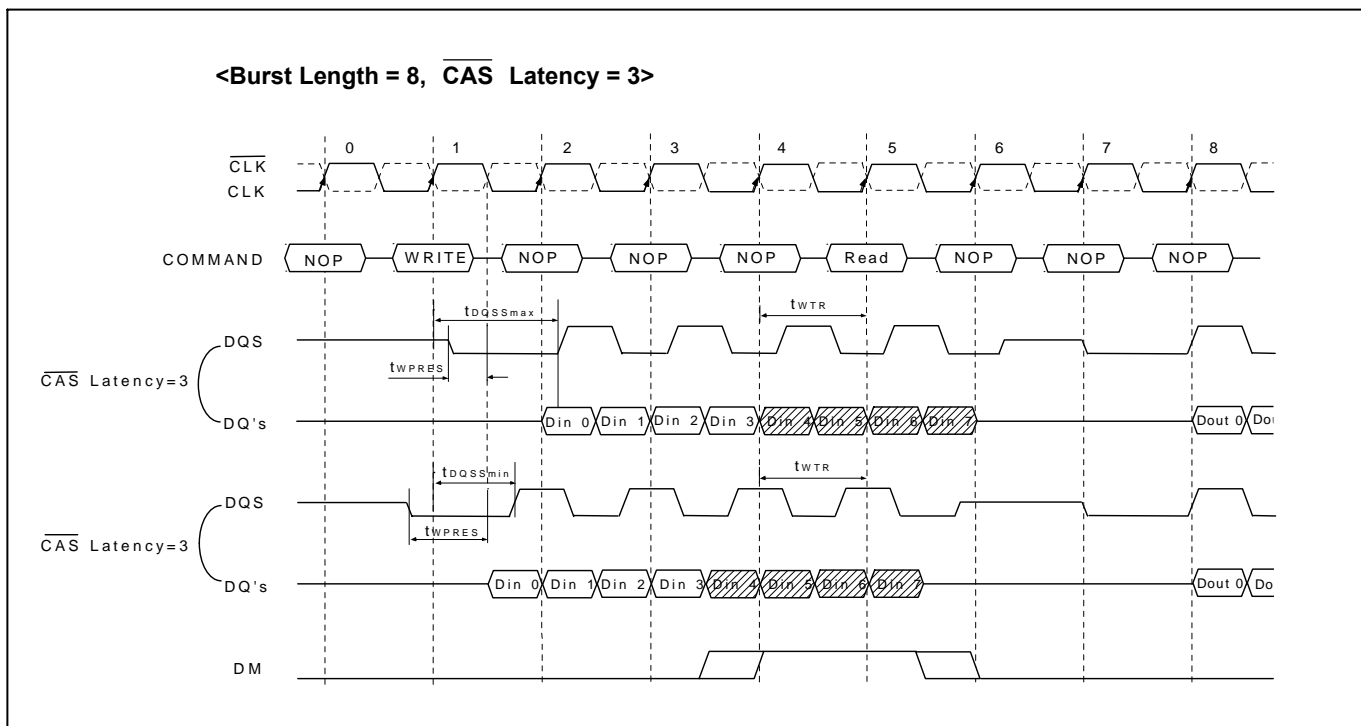 <Burst Length = 8, CAS Latency = 3>
0 1 2 3 4 5 6 7 8
CLK
CLK
COMMAND NOP WRITE NOP NOP NOP Read NOP NOP NOP
tDQSSmax tWTR
DQS
tWPRES
CAS Latency=3
DQ's Din 0 Din 1 Din 2 Din 3 Din 4 Din 5 Din 6 Din 7 Dout 0 Do
tDQSSmin tWTR
DQS
tWPRES
CAS Latency=3
DQ's Din 0 Din 1 Din 2 Din 3 Din 4 Din 5 Din 6 Din 7 Dout 0 Do
DM